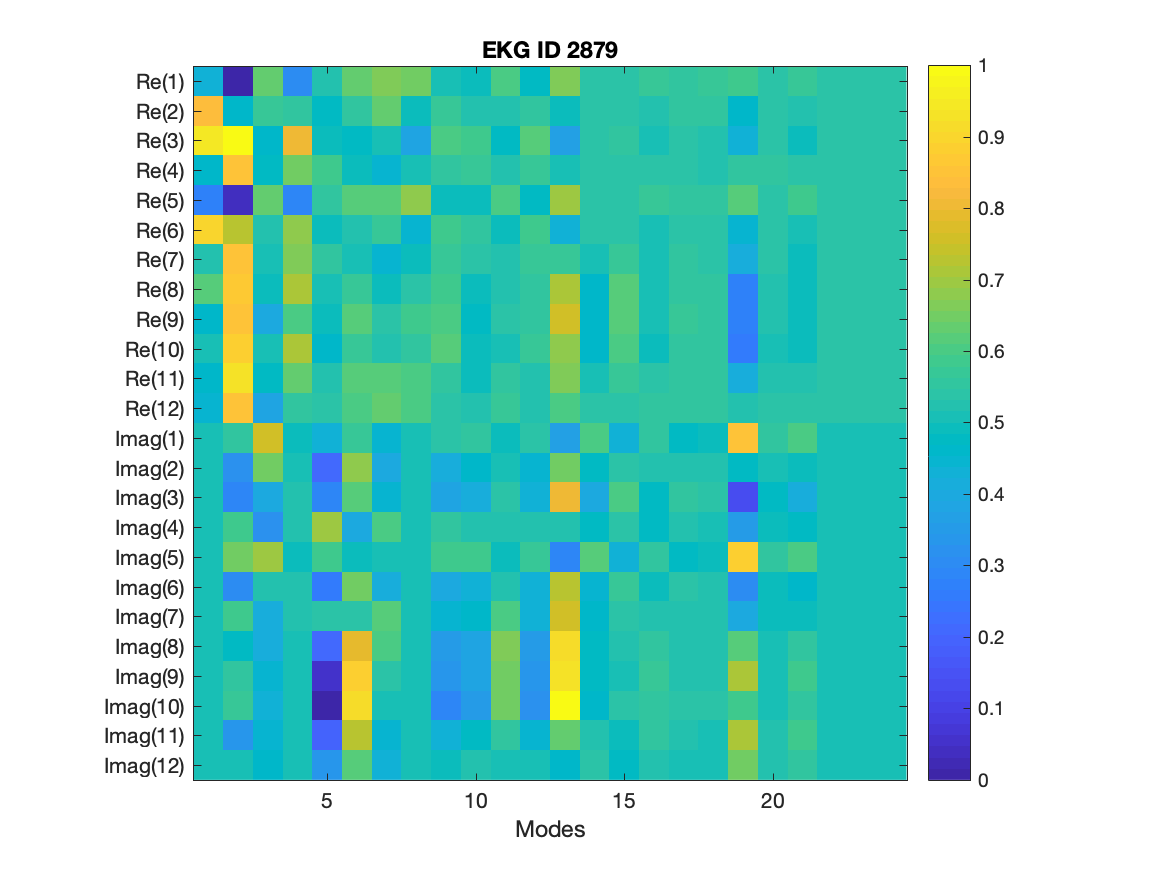 EKG ID 2879
Re(1)
Re(2)
Re(3)
Re(4)
Re(5)
Re(6)
Re(7)
Re(8)
Re(9)
Re(10)
Re(11)
Re(12)
Imag(1)
Imag(2)
Imag(3)
Imag(4)
Imag(5)
Imag(6)
Imag(7)
Imag(8)
Imag(9)
Imag(10)
Imag(11)
Imag(12)
5 10 15 20
Modes
1
0.9
0.8
0.7
0.6
0.5
0.4
0.3
0.2
0.1
0